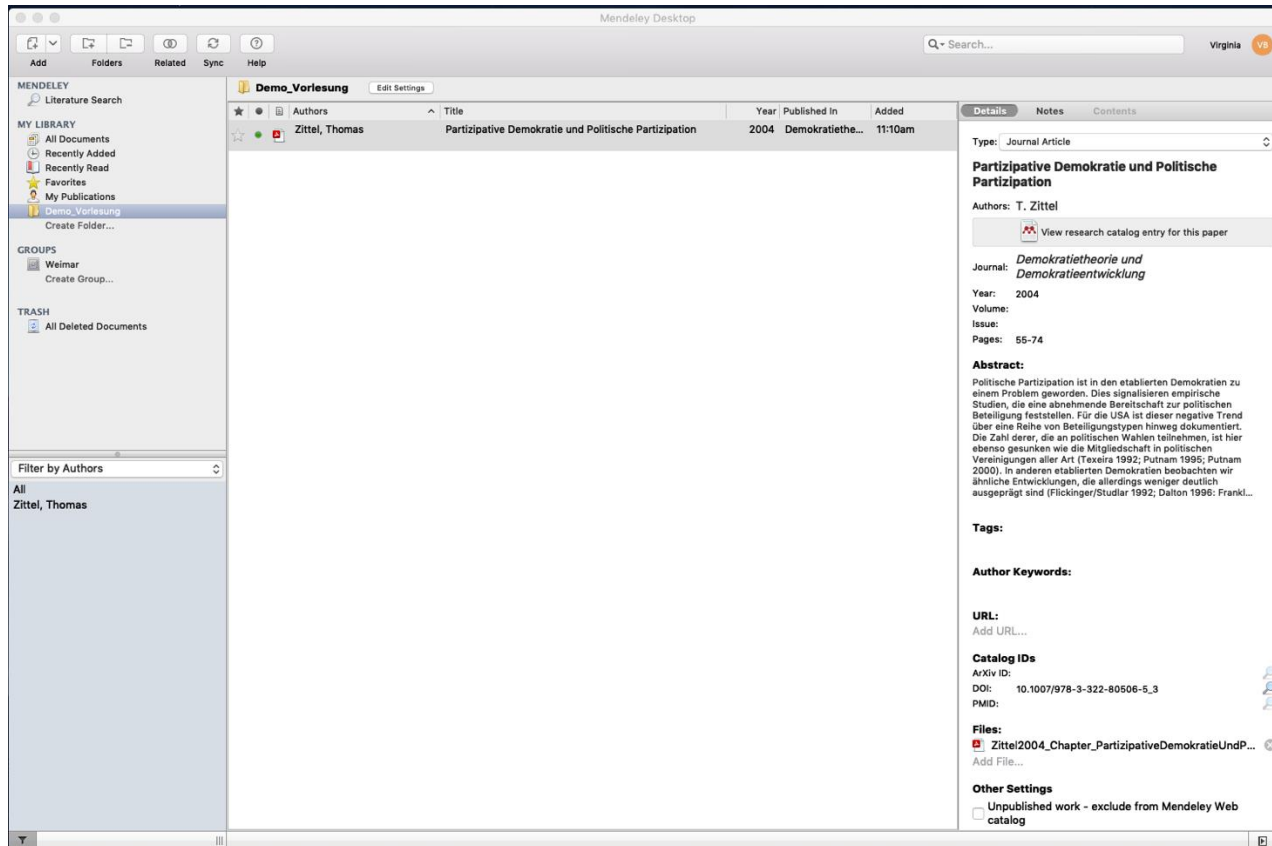 Mendeley Desktop
Add Folders Related Sync Help
Search...
Virginia VB
MENDELEY
Literature Search
MY LIBRARY
All Documents
Recently Added
Recently Read
Favorites
My Publications
Demo_Vorlesung
Create Folder...
GROUPS
Weimar
Create Group...
TRASH
All Deleted Documents
Filter by Authors
All
Zittel, Thomas
Demo_Vorlesung Edit Settings
Authors Title Year Published In Added
Zittel, Thomas Partizipative Demokratie und Politische Partizipation 2004 Demokratiethe... 11:10am
Details Notes Contents
Type: Journal Article
Partizipative Demokratie und Politische
Partizipation
Authors: T. Zittel
View research catalog entry for this paper
Journal: Demokratietheorie und
Demokratieentwicklung
Year: 2004
Volume:
Issue:
Pages: 55-74
Abstract:
Politische Partizipation ist in den etablierten Demokratien zu
einem Problem geworden. Dies signalisieren empirische
Studien, die eine abnehmende Bereitschaft zur politischen
Beteiligung feststellen. Für die USA ist dieser negative Trend
über eine Reihe von Beteiligungstypen hinweg dokumentiert.
Die Zahl derer, die an politischen Wahlen teilnehmen, ist hier
ebenso gesunken wie die Mitgliedschaft in politischen
Vereinigungen aller Art (Texeira 1992; Putnam 1995; Putnam
2000). In anderen etablierten Demokratien beobachten wir
ähnliche Entwicklungen, die allerdings weniger deutlich
ausgeprägt sind (Flickinger/Studlar 1992; Dalton 1996: Frankl...
Tags:
Author Keywords:
URL:
Add URL...
Catalog IDs
ArXiv ID:
DOI: 10.1007/978-3-322-80506-5_3
PMID:
Files:
Zittel2004_Chapter_PartizipativeDemokratieUndP...
Add File...
Other Settings
Unpublished work - exclude from Mendeley Web
catalog